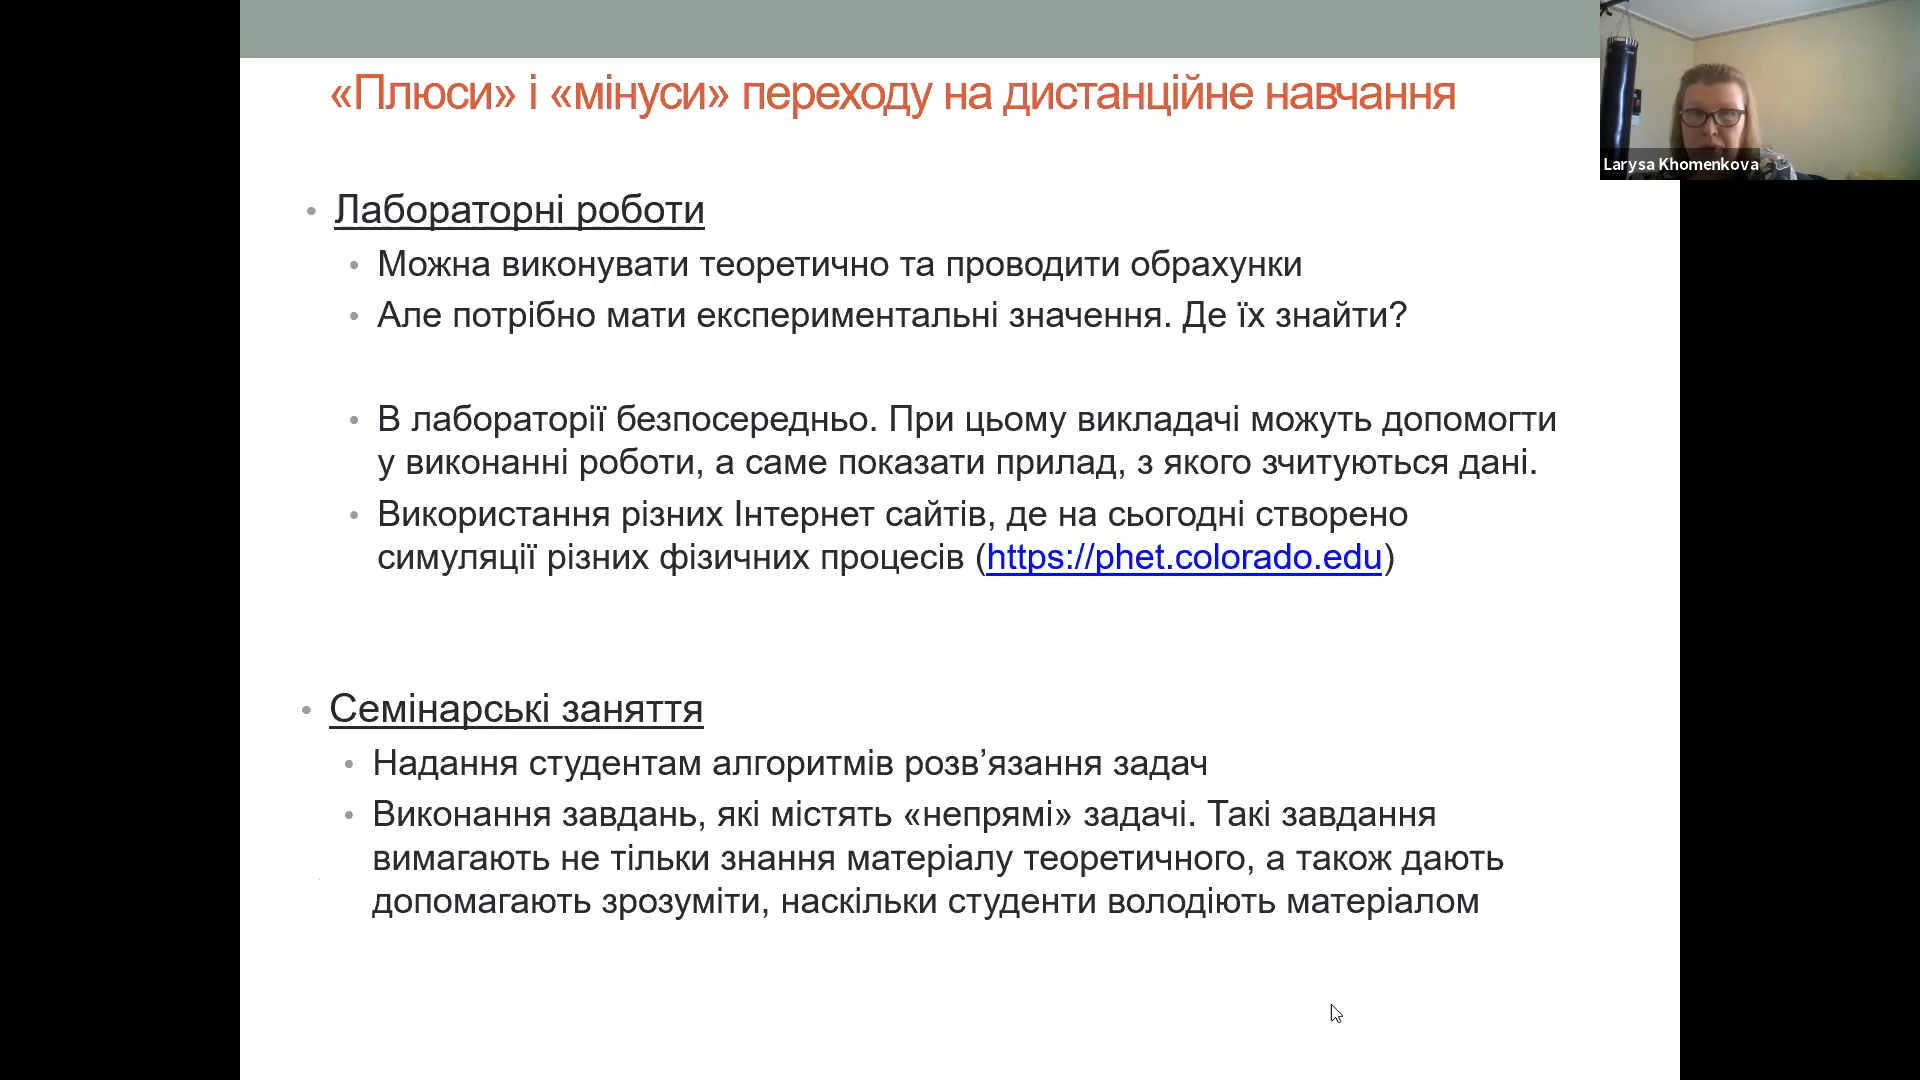 «Плюси» і «мінуси» переходу на дистанційне навчання
Larysa Khomenkova
• Лабораторні роботи
• Можна виконувати теоретично та проводити обрахунки
• Але потрібно мати експериментальні значення. Де їх знайти?
• В лабораторії безпосередньо. При цьому викладачі можуть допомогти
у виконанні роботи, а саме показати прилад, з якого зчитуються дані.
• Використання різних Інтернет сайтів, де на сьогодні створено
симуляції різних фізичних процесів (https://phet.colorado.edu)
• Семінарські заняття
• Надання студентам алгоритмів розв’язання задач
• Виконання завдань, які містять «непрямі» задачі. Такі завдання
вимагають не тільки знання матеріалу теоретичного, а також дають
допомагають зрозуміти, наскільки студенти володіють матеріалом